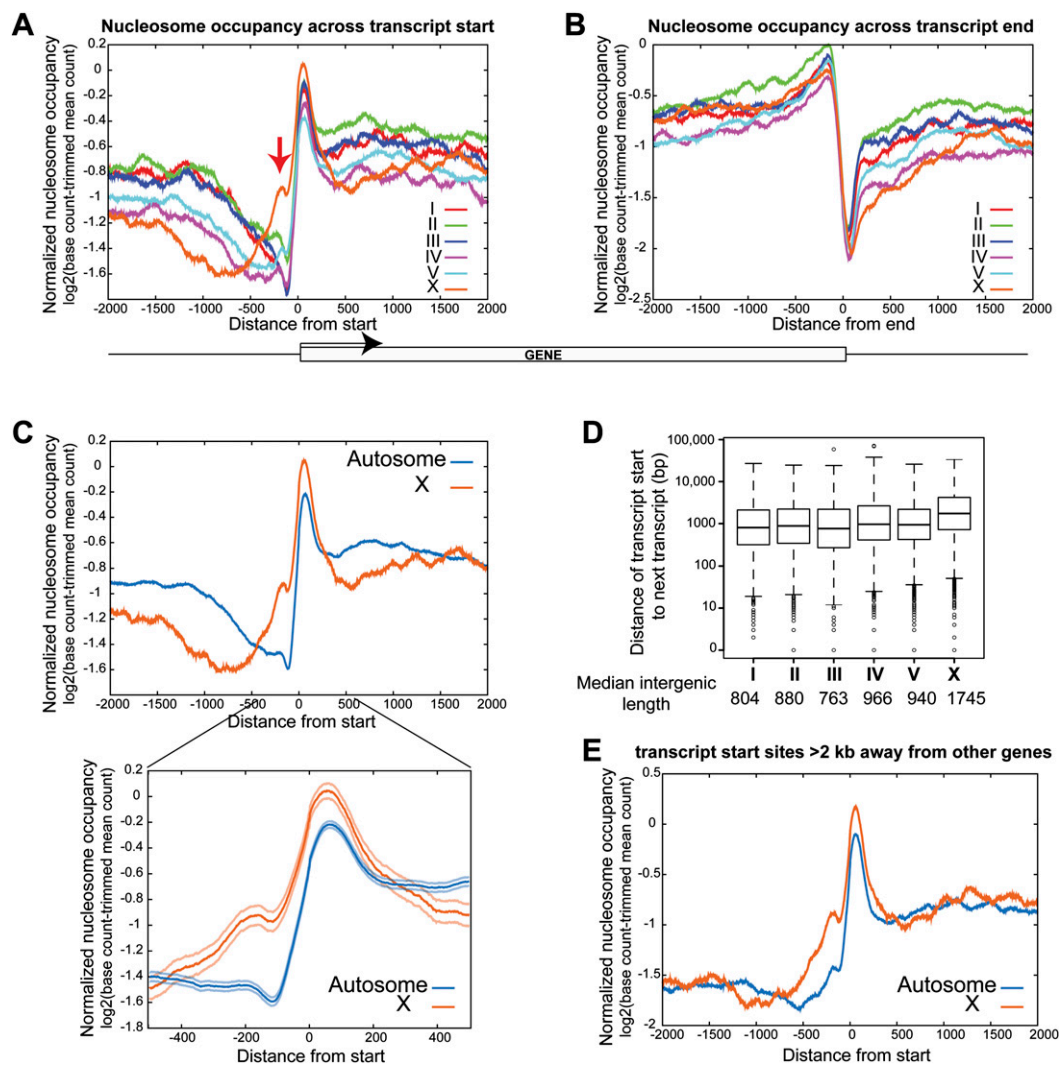 A
Nucleosome occupancy across transcript start
Normalized nucleosome occupancy
log2(base count-trimmed mean count)
0.2
0
-0.2
-0.4
-0.6
-0.8
-1
-1.2
-1.4
-1.6
-2000 -1500 -1000 -500 0 500 1000 1500 2000
Distance from start
I
II
III
IV
V
X
B
Nucleosome occupancy across transcript end
Normalized nucleosome occupancy
log2(base count-trimmed mean count)
0
-0.5
-1
-1.5
-2
-2.5
-2000 -1500 -1000 -500 0 500 1000 1500 2000
Distance from end
I
II
III
IV
V
X
GENE
C
Normalized nucleosome occupancy
log2(base count-trimmed mean count)
0.2
0
-0.2
-0.4
-0.6
-0.8
-1
-1.2
-1.4
-1.6
-1.8
Autosome
X
-2000 -1500 -1000 -500 0 500 1000 1500 2000
Distance from start
Normalized nucleosome occupancy
log2(base count-trimmed mean count)
0.2
0
-0.2
-0.4
-0.6
-0.8
-1
-1.2
-1.4
-1.6
-1.8
Autosome
X
-400 -200 0 200 400
Distance from start
D
Distance of transcript start
to next transcript (bp)
100,000
10,000
1000
100
10
0
I II III IV V X
Median intergenic
length
804 880 763 966 940 1745
E
transcript start sites >2 kb away from other genes
Normalized nucleosome occupancy
log2(base count-trimmed mean count)
0.5
0
-0.5
-1
-1.5
-2
Autosome
X
-2000 -1500 -1000 -500 0 500 1000 1500 2000
Distance from start